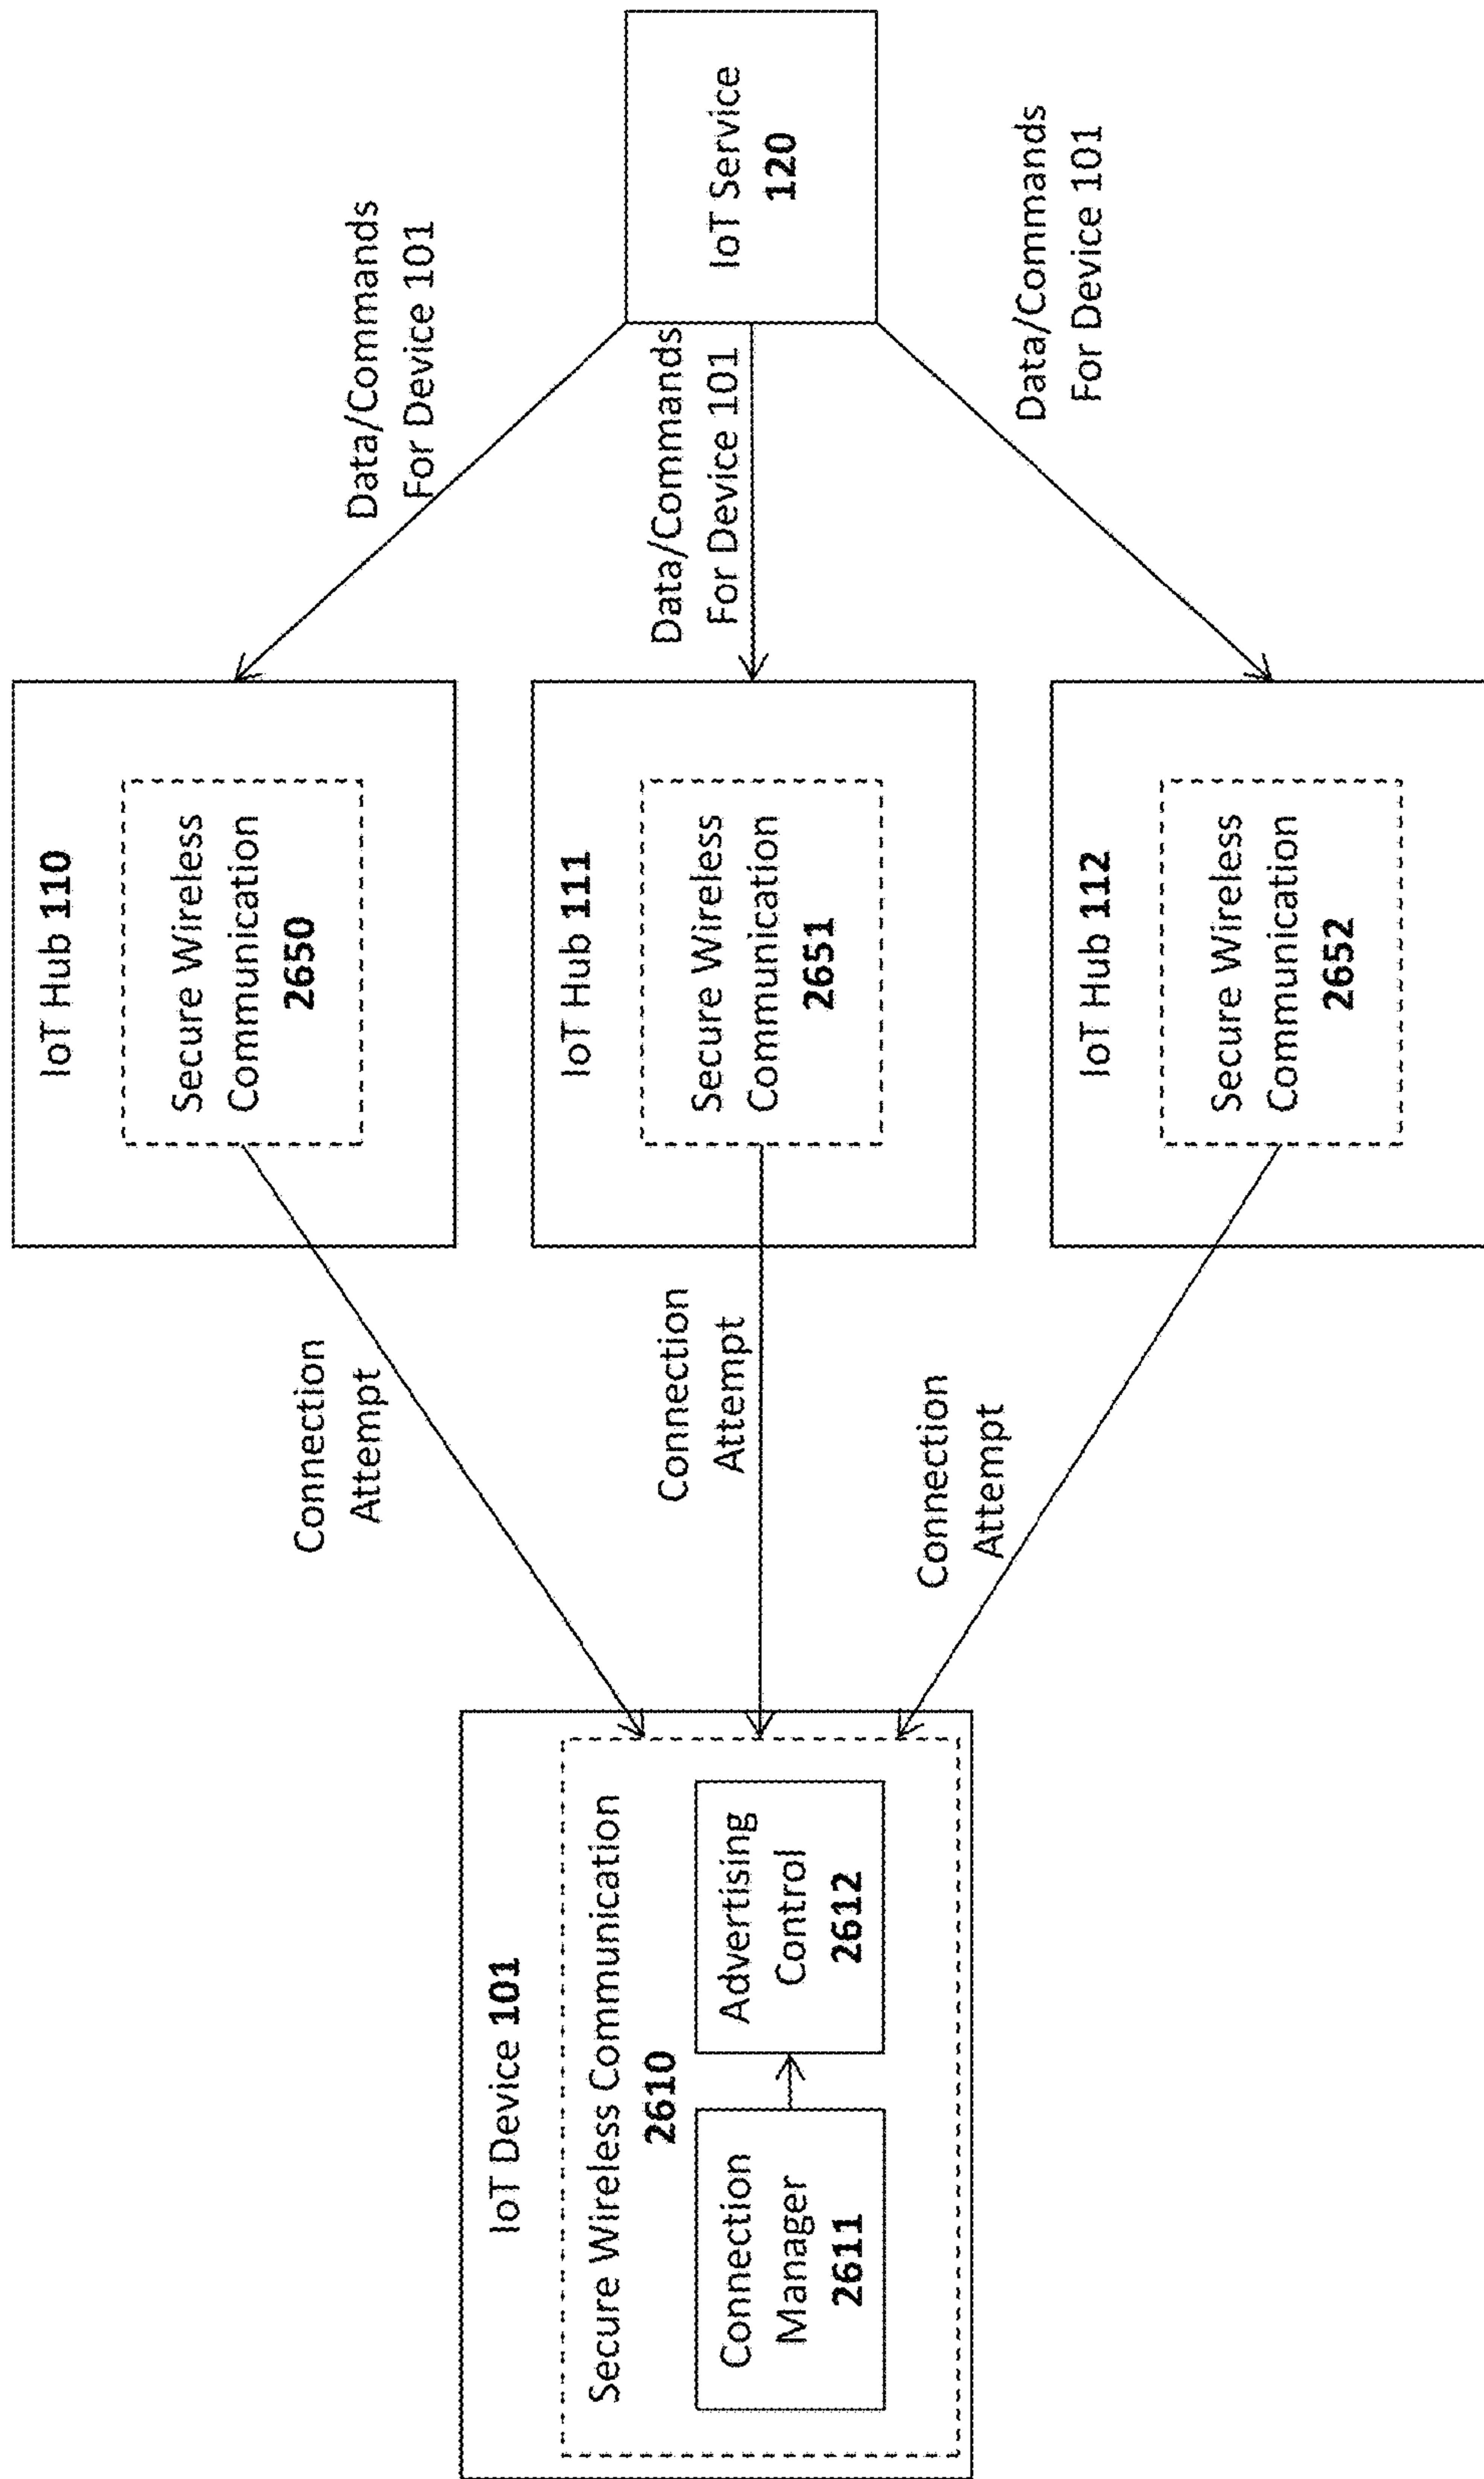 IoT Device 101
Secure Wireless Communication
2610
Connection
Manager
2611
Advertising
Control
2612
Connection
Attempt
Connection
Attempt
Connection
Attempt
IoT Hub 110
Secure Wireless
Communication
2650
IoT Hub 111
Secure Wireless
Communication
2651
IoT Hub 112
Secure Wireless
Communication
2652
Data/Commands
For Device 101
Data/Commands
For Device 101
Data/Commands
For Device 101
IoT Service
120